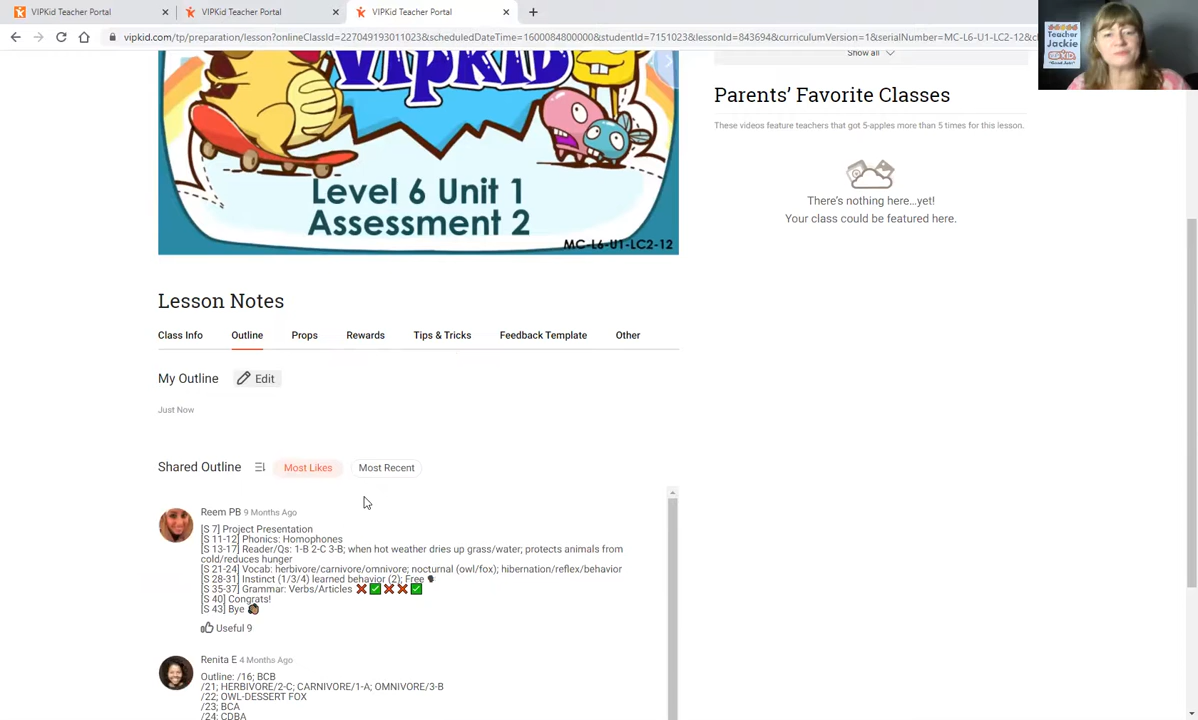 VIPKid Teacher Portal
VIPKid Teacher Portal
VIPKid Teacher Portal
vipkid.com/tp/preparation/lesson?onlineClassId=227049193011023&scheduledDateTime=1600084800000&studentId=7151023&lessonId=843694&curriculumVersion=1&serialNumber=MC-L6-U1-LC2-12&c
Teacher
Jackie
VIPKID
Level 6 Unit 1
Assessment 2
MC-L6-U1-LC2-12
Show all
Parents' Favorite Classes
These videos feature teachers that got 5-apples more than 5 times for this lesson.
There's nothing here...yet!
Your class could be featured here.
Lesson Notes
Class Info Outline Props Rewards Tips & Tricks Feedback Template Other
My Outline Edit
Just Now
Shared Outline Most Likes Most Recent
Reem PB 9 Months Ago
[S 7] Project Presentation
[S 11-12] Phonics: Homophones
[S 13-17] Reader/Qs: 1-B 2-C 3-B; when hot weather dries up grass/water; protects animals from
cold/reduces hunger
[S 21-24] Vocab: herbivore/carnivore/omnivore; nocturnal (owl/fox); hibernation/reflex/behavior
[S 28-31] Instinct (1/3/4) learned behavior (2); Free 🗣
[S 35-37] Grammar: Verbs/Articles ❌✅❌❌✅
[S 40] Congrats!
[S 43] Bye
Useful 9
Renita E 4 Months Ago
Outline: /16; BCB
/21; HERBIVORE/2-C; CARNIVORE/1-A; OMNIVORE/3-B
/22; OWL-DESSERT FOX
/23; BCA
/24; CDBA